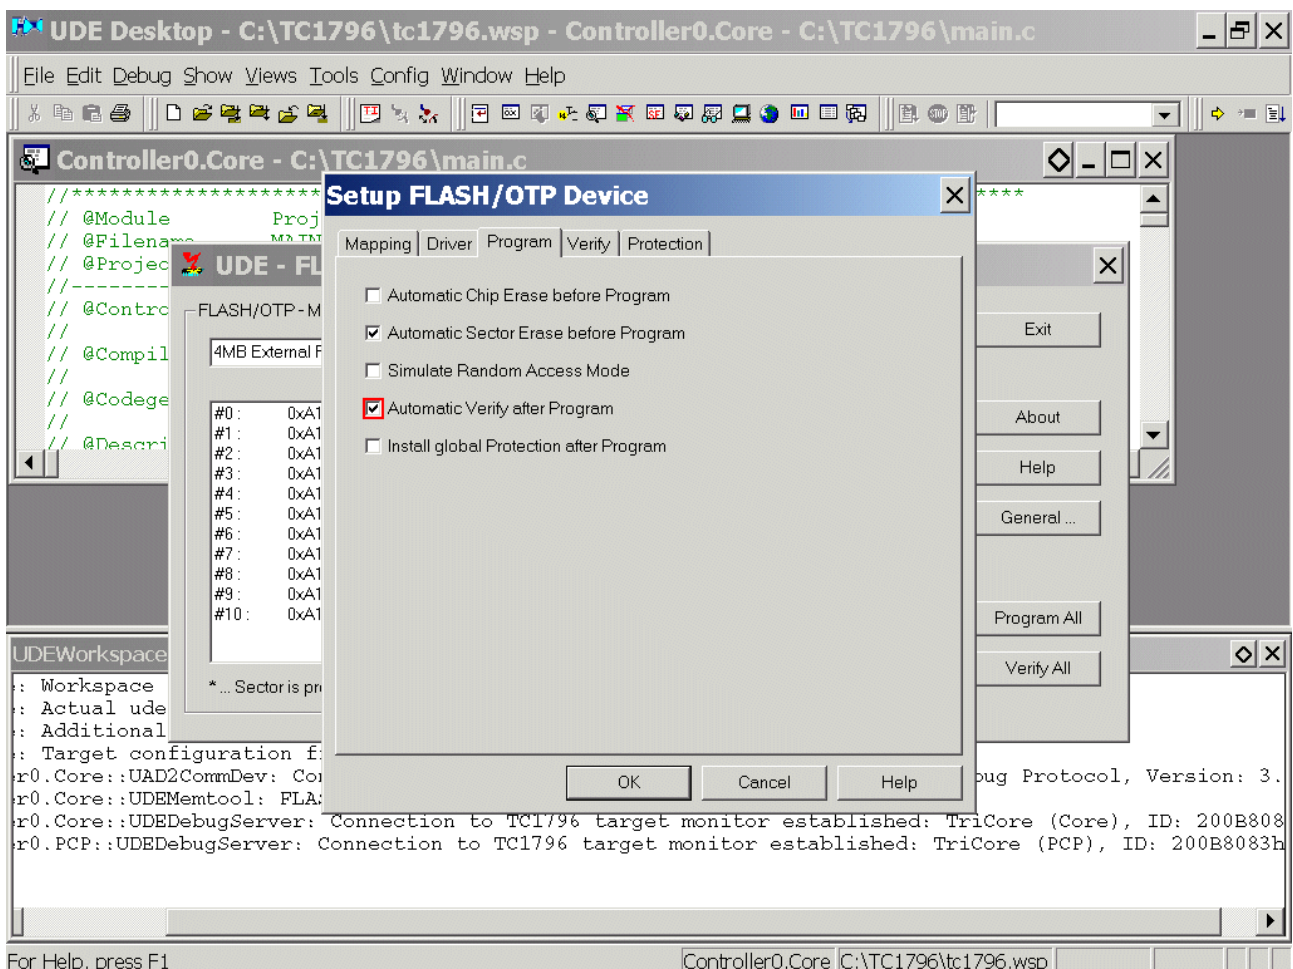 UDE Desktop - C:\TC1796\tc1796.wsp - Controller0.Core - C:\TC1796\main.c
File Edit Debug Show Views Tools Config Window Help
Controller0.Core - C:\TC1796\main.c
//********************
****
// @Module Proj
// @Filename MAIN
// @Projec
//--------
// @Contro
//
// @Compil
//
// @Codege
//
// @Descri
UDE - FL
FLASH/OTP - M
4MB External F
#0 : 0xA1
#1 : 0xA1
#2 : 0xA1
#3 : 0xA1
#4 : 0xA1
#5 : 0xA1
#6 : 0xA1
#7 : 0xA1
#8 : 0xA1
#9 : 0xA1
#10 : 0xA1
* ... Sector is pr
Exit
About
Help
General ...
Program All
Verify All
Setup FLASH/OTP Device
Mapping Driver Program Verify Protection
Automatic Chip Erase before Program
Automatic Sector Erase before Program
Simulate Random Access Mode
Automatic Verify after Program
Install global Protection after Program
OK Cancel Help
UDEWorkspace
: Workspace
: Actual ude
: Additional
: Target configuration f
r0.Core::UAD2CommDev: Co bug Protocol, Version: 3.
r0.Core::UDEMemtool: FLA
r0.Core::UDEDebugServer: Connection to TC1796 target monitor established: TriCore (Core), ID: 200B808
r0.PCP::UDEDebugServer: Connection to TC1796 target monitor established: TriCore (PCP), ID: 200B8083h
For Help, press F1
Controller0.Core C:\TC1796\tc1796.wsp